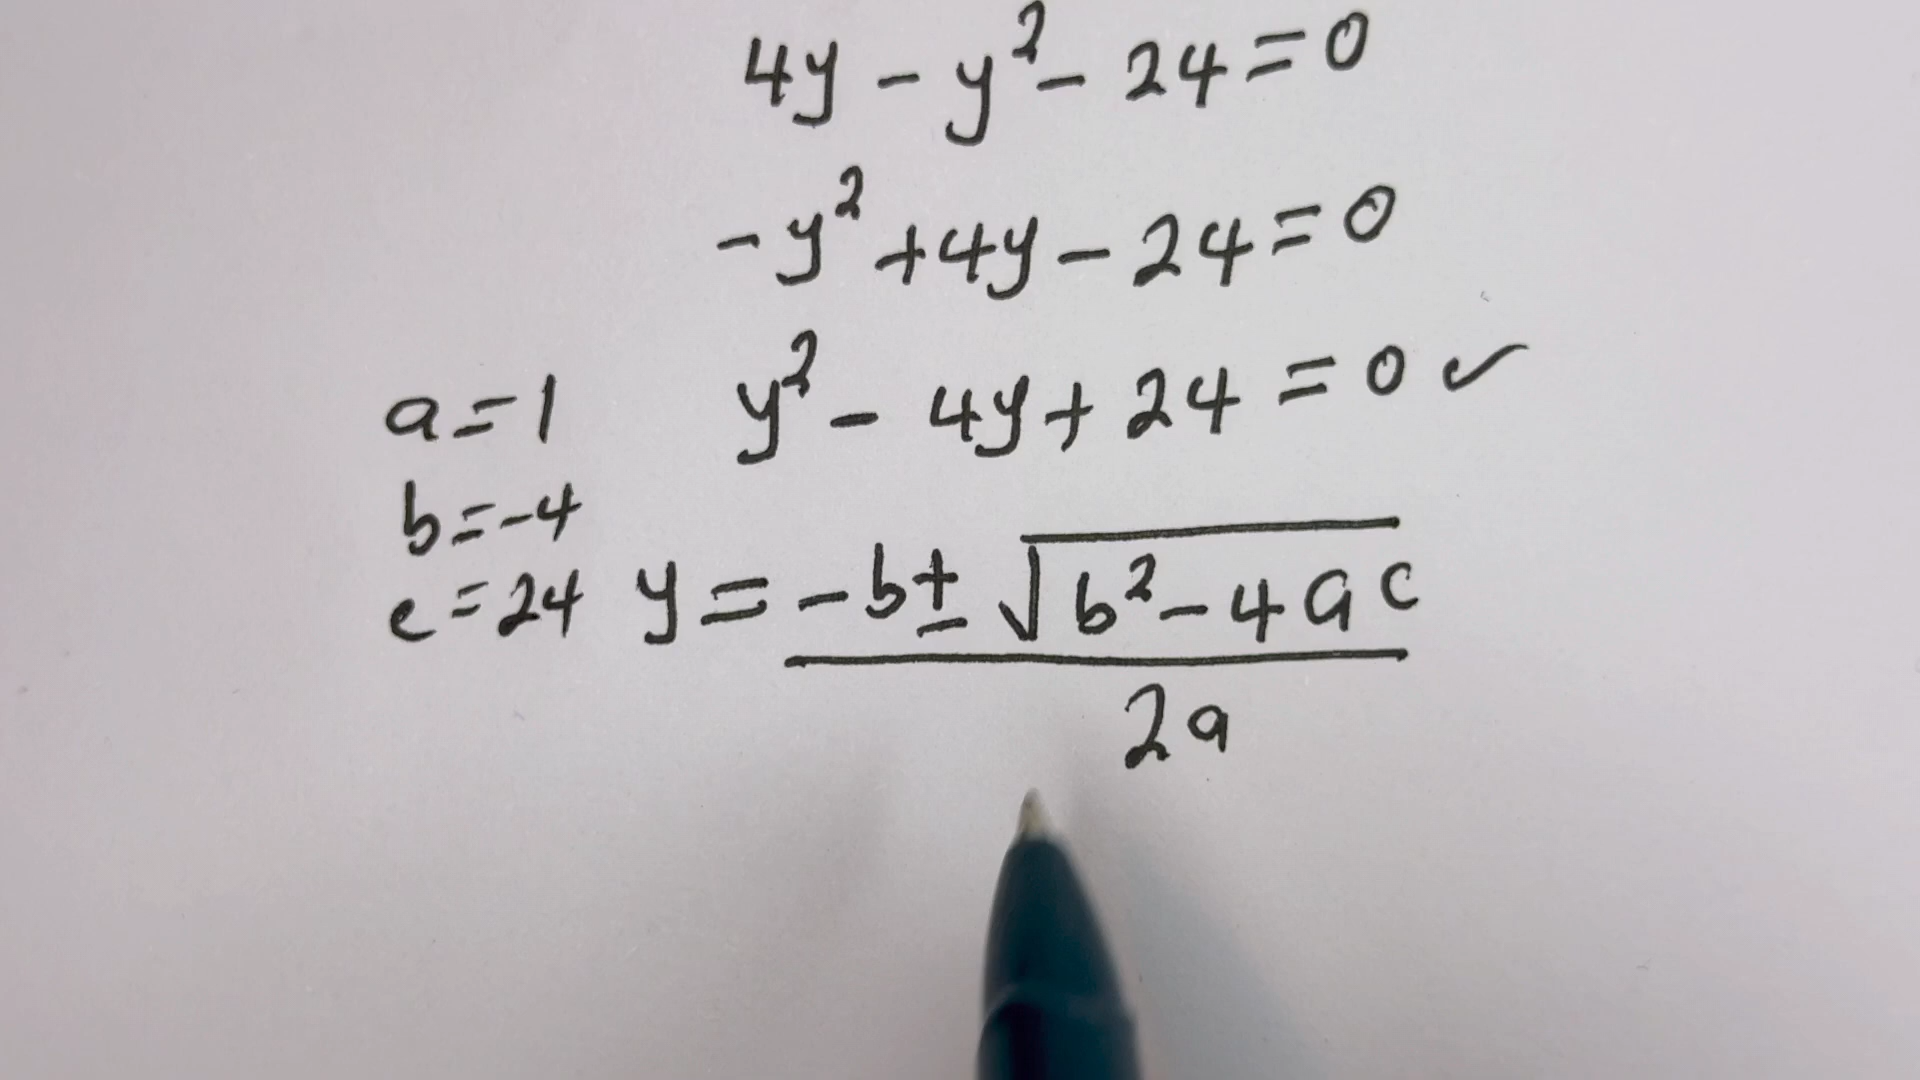 4y - y² - 24 = 0
-y² + 4y - 24 = 0
y² - 4y + 24 = 0 ✓
a = 1
b = -4
c = 24
y = -b ± √b² - 4ac
2a